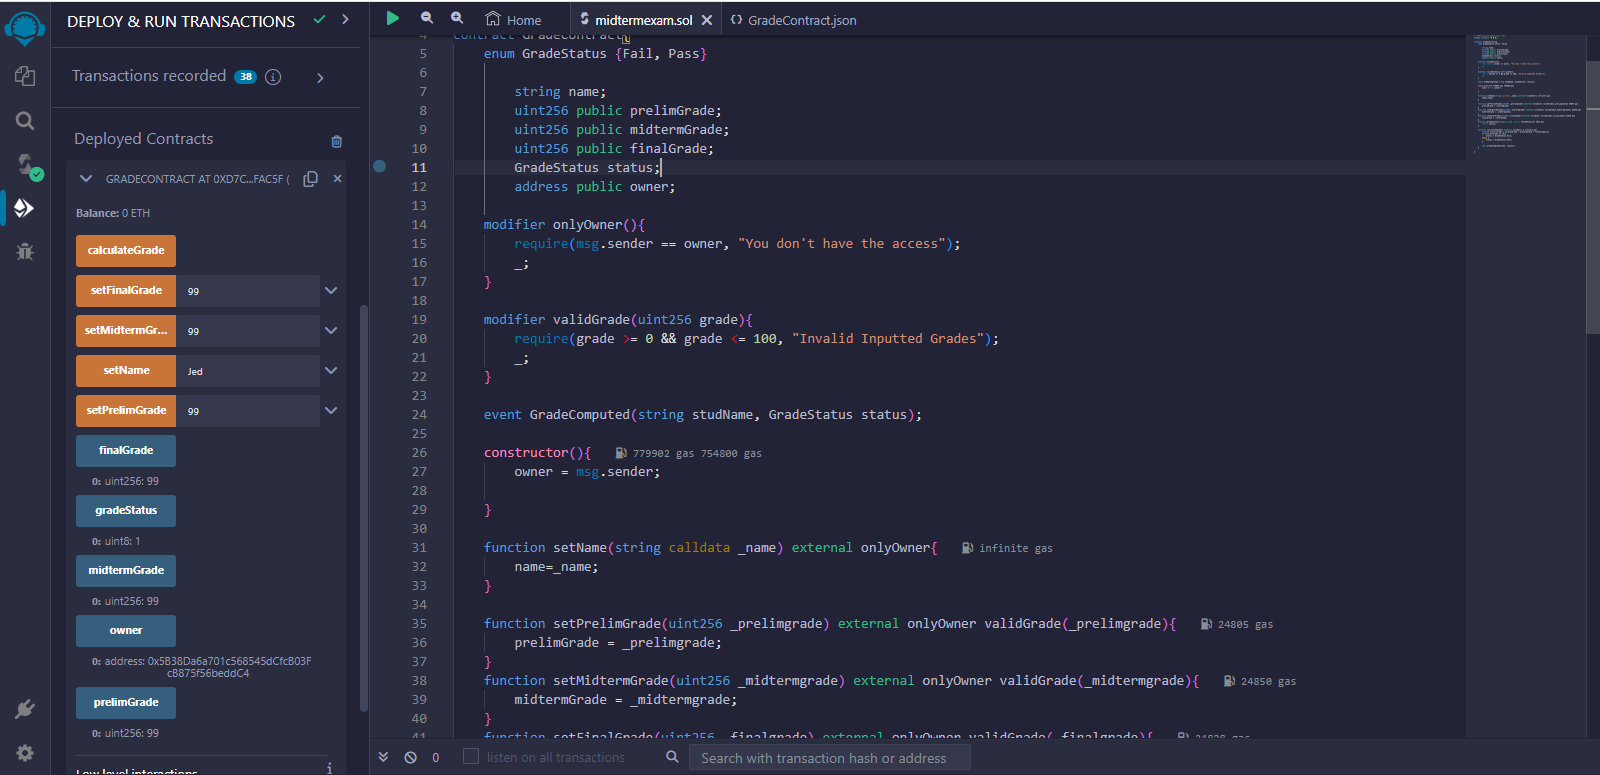 DEPLOY & RUN TRANSACTIONS
Transactions recorded 38 i
Deployed Contracts
GRADECONTRACT AT 0XD7C...FAC5F (
Balance: 0 ETH
calculateGrade
setFinalGrade 99
setMidtermGr... 99
setName Jed
setPrelimGrade 99
finalGrade
0: uint256: 99
gradeStatus
0: uint8: 1
midtermGrade
0: uint256: 99
owner
0: address: 0x5B38Da6a701c568545dCfcB03F
cB875f56beddC4
prelimGrade
0: uint256: 99
Low level interactions i
Home midtermexam.sol GradeContract.json
4 contract GradeContract{
5 enum GradeStatus {Fail, Pass}
6
7 string name;
8 uint256 public prelimGrade;
9 uint256 public midtermGrade;
10 uint256 public finalGrade;
11 GradeStatus status;
12 address public owner;
13
14 modifier onlyOwner(){
15 require(msg.sender == owner, "You don't have the access");
16 _;
17 }
18
19 modifier validGrade(uint256 grade){
20 require(grade >= 0 && grade <= 100, "Invalid Inputted Grades");
21 _;
22 }
23
24 event GradeComputed(string studName, GradeStatus status);
25
26 constructor(){ 779902 gas 754800 gas
27 owner = msg.sender;
28
29 }
30
31 function setName(string calldata _name) external onlyOwner{ infinite gas
32 name=_name;
33 }
34
35 function setPrelimGrade(uint256 _prelimgrade) external onlyOwner validGrade(_prelimgrade){ 24805 gas
36 prelimGrade = _prelimgrade;
37 }
38 function setMidtermGrade(uint256 _midtermgrade) external onlyOwner validGrade(_midtermgrade){ 24850 gas
39 midtermGrade = _midtermgrade;
40 }
41 function setFinalGrade(uint256 _finalgrade) external onlyOwner validGrade(_finalgrade){ gas
0 listen on all transactions Search with transaction hash or address